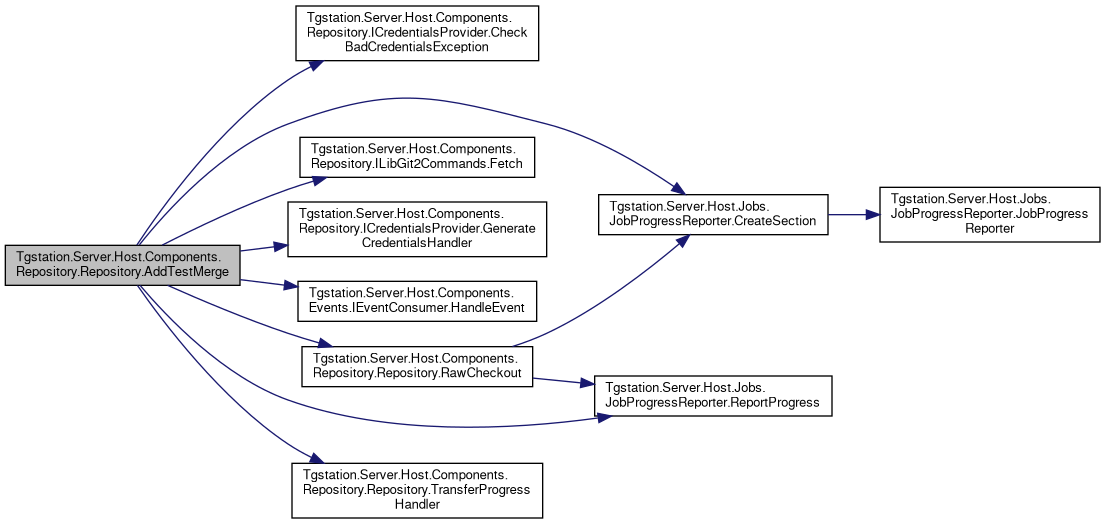 Tgstation.Server.Host.Components.
Repository.Repository.AddTestMerge
Tgstation.Server.Host.Components.
Repository.ICredentialsProvider.Check
BadCredentialsException
Tgstation.Server.Host.Components.
Repository.ILibGit2Commands.Fetch
Tgstation.Server.Host.Components.
Repository.ICredentialsProvider.Generate
CredentialsHandler
Tgstation.Server.Host.Components.
Events.IEventConsumer.HandleEvent
Tgstation.Server.Host.Components.
Repository.Repository.RawCheckout
Tgstation.Server.Host.Components.
Repository.Repository.TransferProgress
Handler
Tgstation.Server.Host.Jobs.
JobProgressReporter.CreateSection
Tgstation.Server.Host.Jobs.
JobProgressReporter.ReportProgress
Tgstation.Server.Host.Jobs.
JobProgressReporter.JobProgress
Reporter